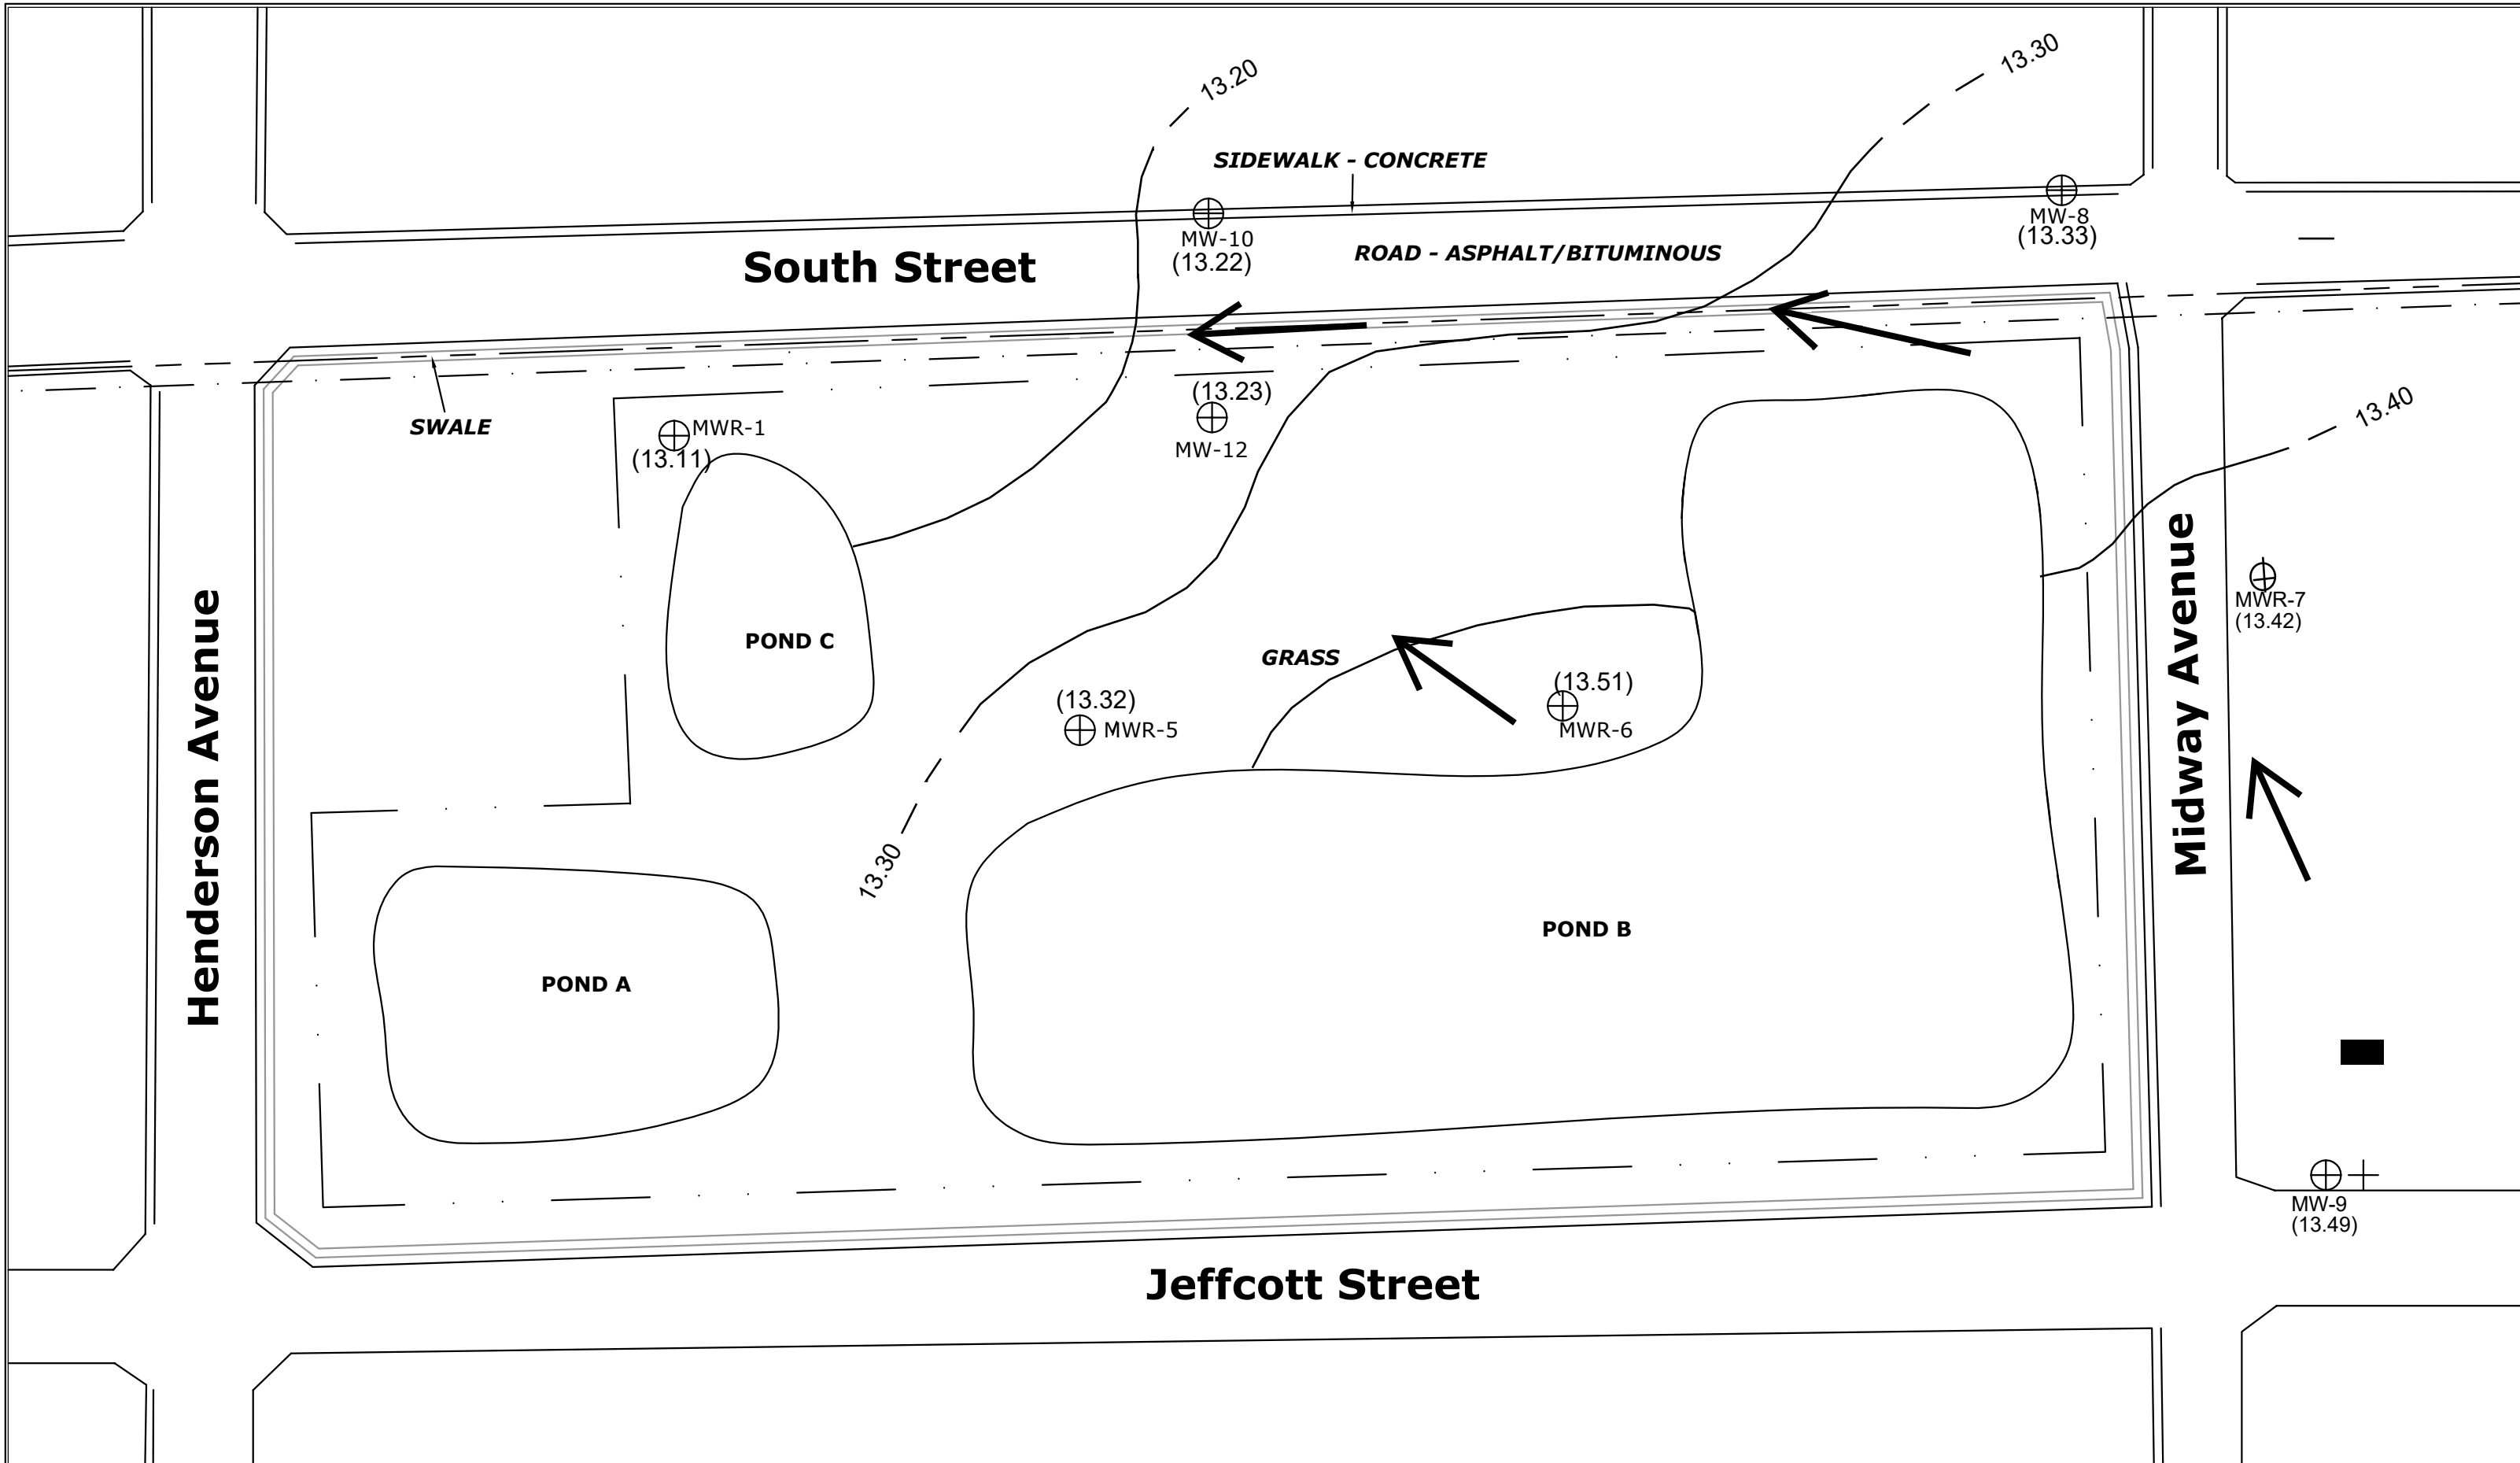 13.20
13.30
SIDEWALK - CONCRETE
MW-10
(13.22)
MW-8
(13.33)
South Street
ROAD - ASPHALT/BITUMINOUS
(13.23)
MW-12
13.40
SWALE
MWR-1
(13.11)
MWR-7
(13.42)
POND C
GRASS
(13.32)
MWR-5
(13.51)
MWR-6
Henderson Avenue
Midway Avenue
13.30
POND B
POND A
MW-9
(13.49)
Jeffcott Street